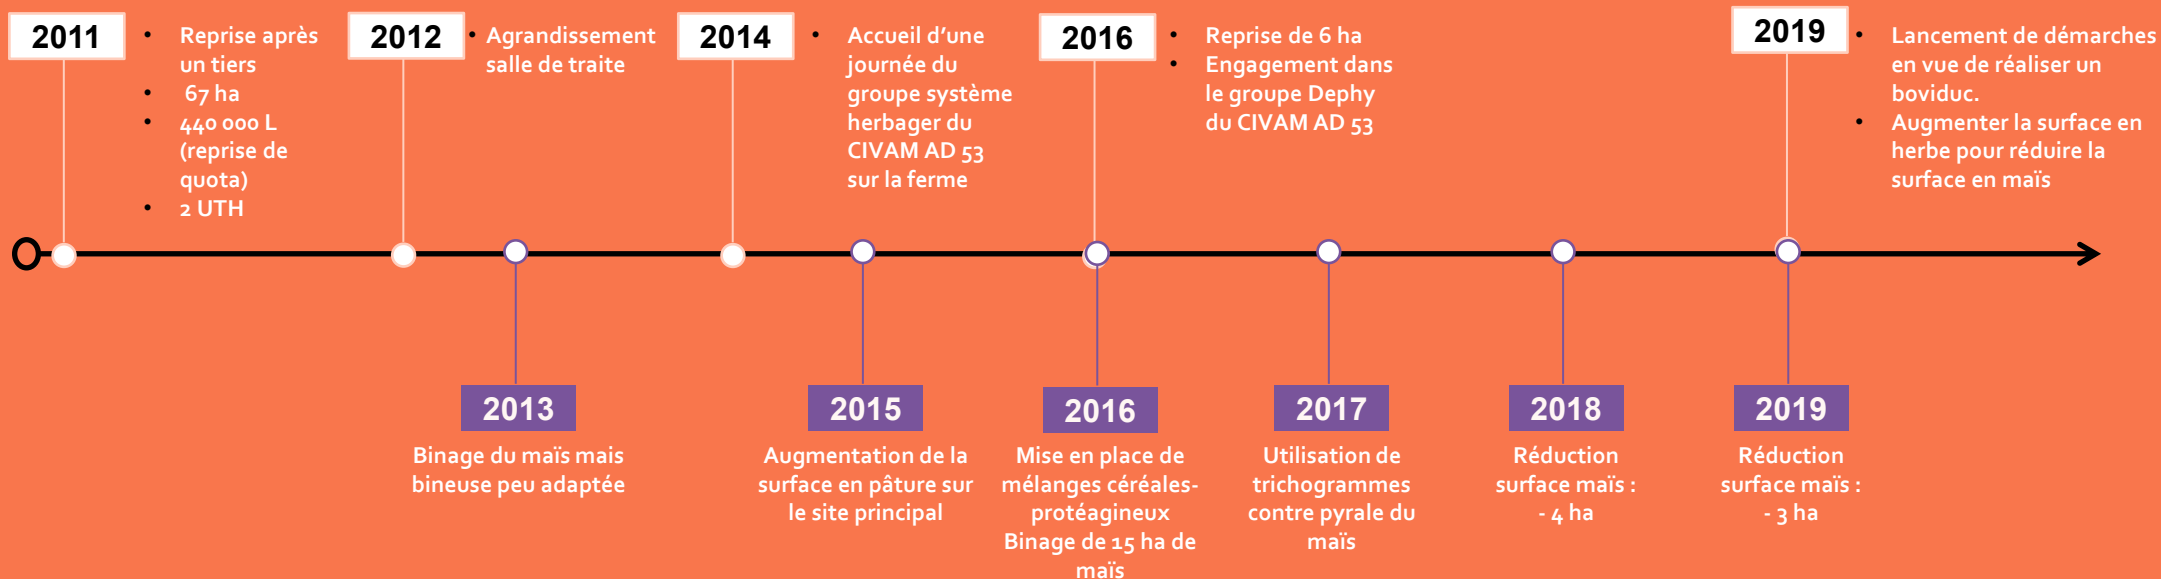 2011
• Reprise après
un tiers
• 67 ha
• 440 000 L
(reprise de
quota)
• 2 UTH
2012
• Agrandissement
salle de traite
2014
• Accueil d’une
journée du
groupe système
herbager du
CIVAM AD 53
sur la ferme
2016
• Reprise de 6 ha
• Engagement dans
le groupe Dephy
du CIVAM AD 53
2019
• Lancement de démarches
en vue de réaliser un
boviduc.
• Augmenter la surface en
herbe pour réduire la
surface en maïs
2013
Binage du maïs mais
bineuse peu adaptée
2015
Augmentation de la
surface en pâture sur
le site principal
2016
Mise en place de
mélanges céréales-
protéagineux
Binage de 15 ha de
maïs
2017
Utilisation de
trichogrammes
contre pyrale du
maïs
2018
Réduction
surface maïs :
- 4 ha
2019
Réduction
surface maïs :
- 3 ha